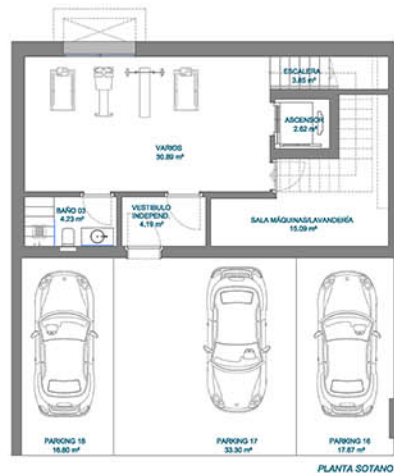 ESCALERA
3.85 m²
ASCENSOR
2.62 m²
VARIOS
30.89 m²
BAÑO 03
4.23 m²
VESTIBULO
INDEPEND.
4.19 m²
SALA MÁQUINAS/LAVANDERÍA
15.09 m²
PARKING 18
16.80 m²
PARKING 17
33.30 m²
PARKING 16
17.67 m²
PLANTA SOTANO